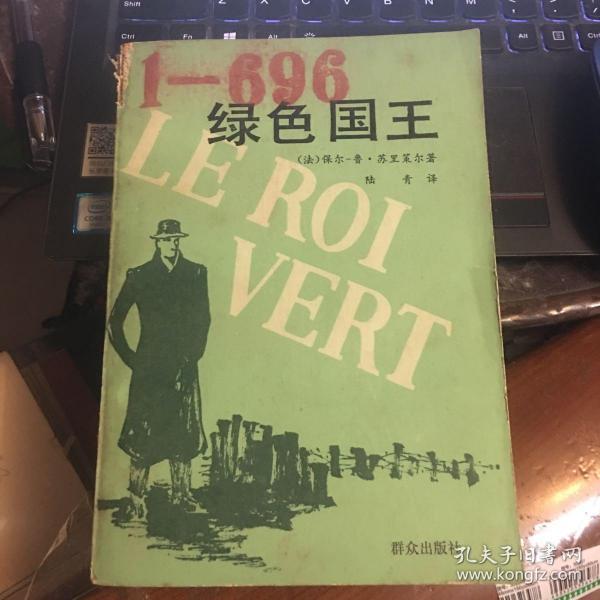 1—696
绿色国王
(法)保尔-鲁·苏里策尔著
陆 青 译
LE ROI
VERT
群众出版社
孔夫子旧书网
www.kongfz.com